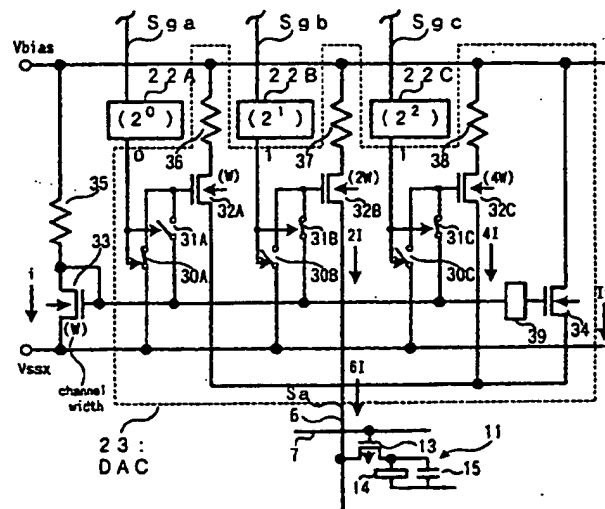 Sga
Sgb
Sgc
Vbias
22A
22B
22C
(2⁰)
(2¹)
(2²)
0
36
1
37
1
38
35
(W)
(2W)
(4W)
32A
32B
32C
33
31A
31B
31C
2I
4I
i
30A
30B
30C
I
(W)
39
34
Vssx
channel width
6I
Sa
6
7
13
11
23:
DAC
14
15